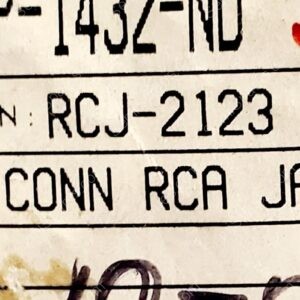 P-1432-ND
N: RCJ-2123
CONN RCA JA